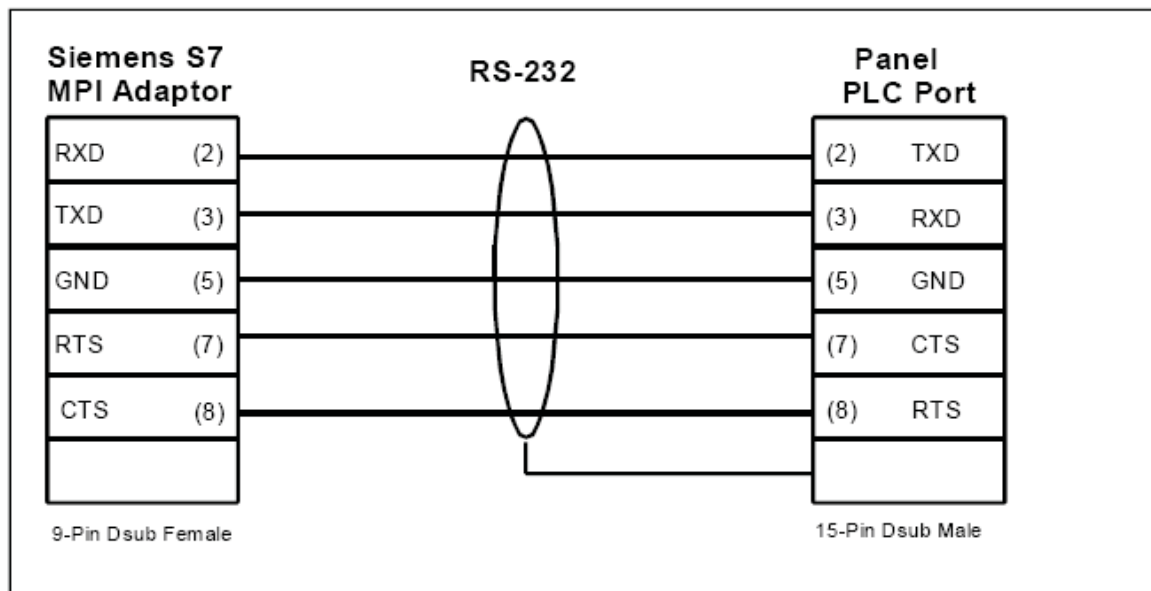 Siemens S7
MPI Adaptor
RS-232
Panel
PLC Port
RXD (2)
(2) TXD
TXD (3)
(3) RXD
GND (5)
(5) GND
RTS (7)
(7) CTS
CTS (8)
(8) RTS
9-Pin Dsub Female
15-Pin Dsub Male